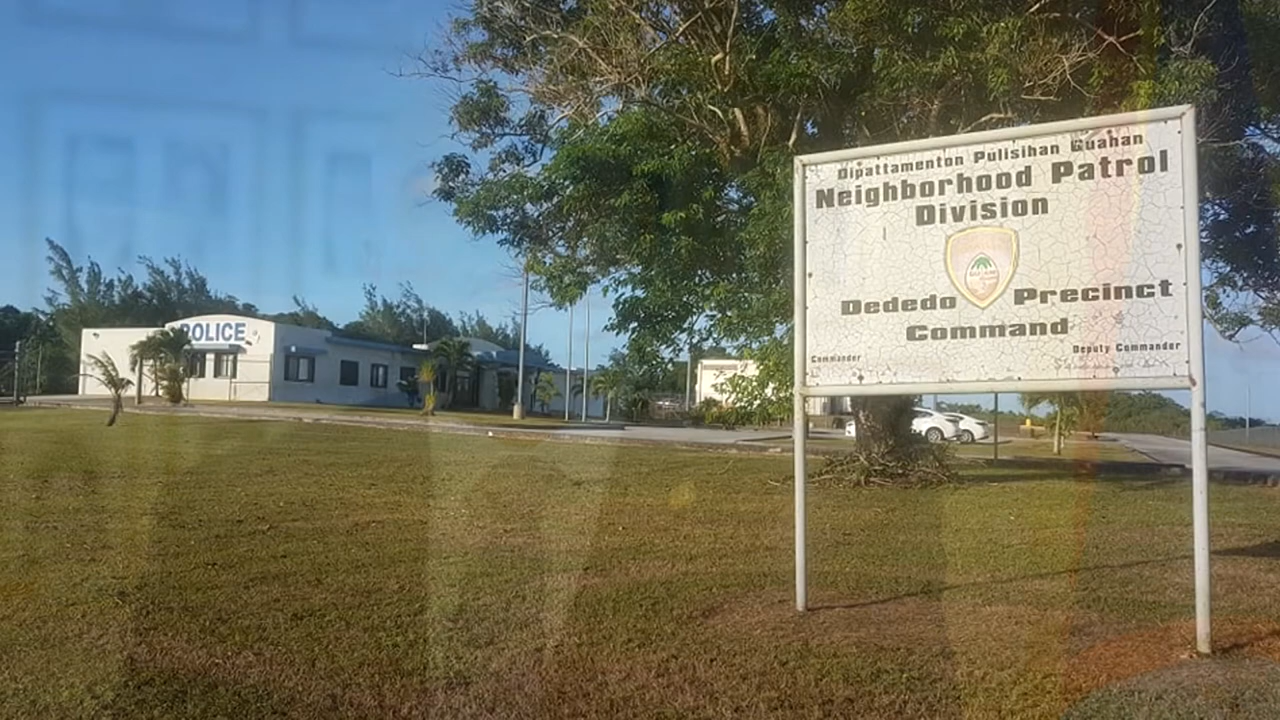 POLICE
Dipattamenton Pulisihan Guahan
Neighborhood Patrol
Division
Dededo Precinct
Command
Commander
Deputy Commander